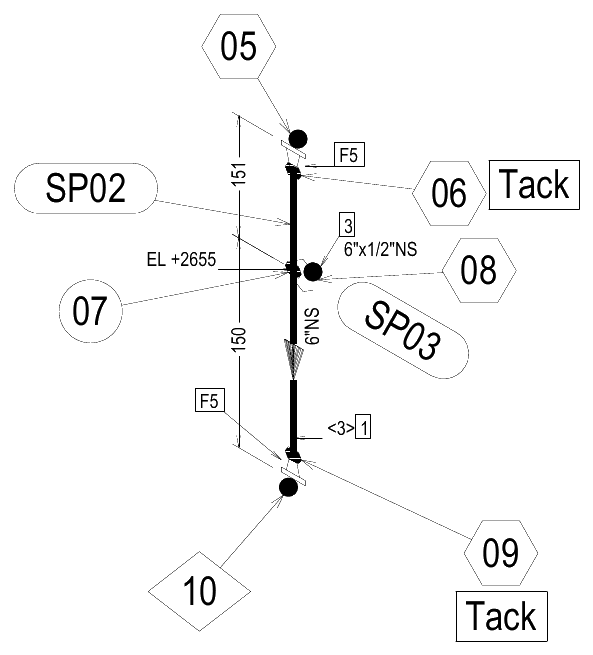 05
F5
151
06
Tack
SP02
3
6"x1/2"NS
EL +2655
08
07
SP03
6"NS
150
F5
<3>1
09
10
Tack